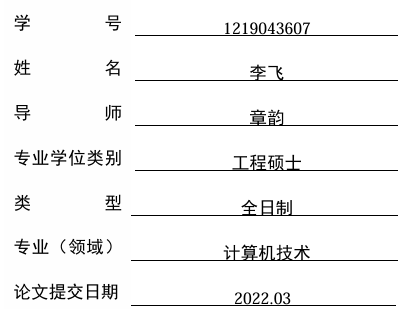 学 号 1219043607
姓 名 李飞
导 师 章韵
专业学位类别 工程硕士
类 型 全日制
专业（领域） 计算机技术
论文提交日期 2022.03